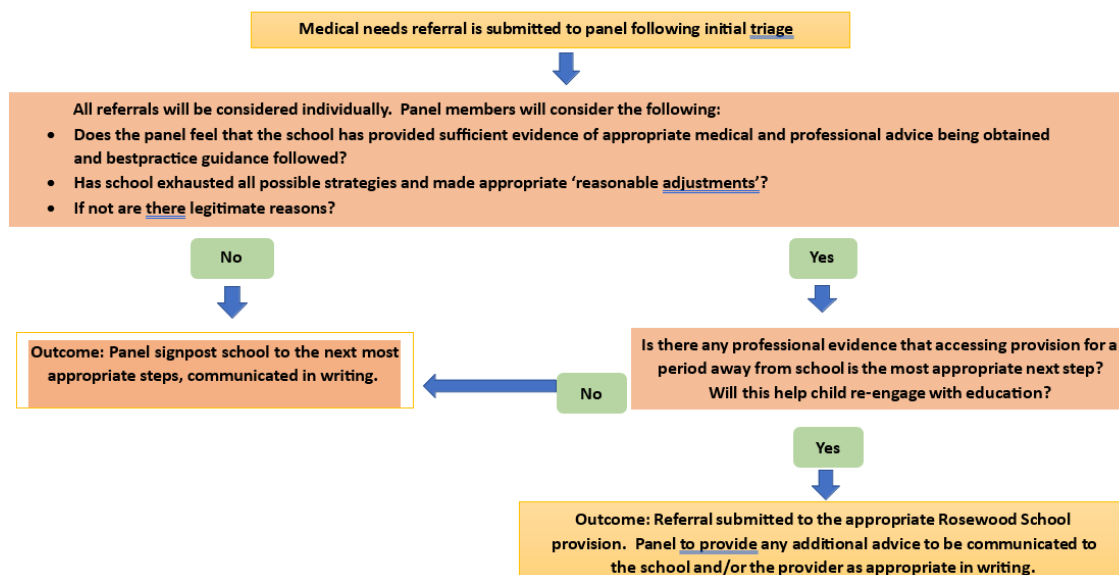 Medical needs referral is submitted to panel following initial triage
All referrals will be considered individually.  Panel members will consider the following:
• Does the panel feel that the school has provided sufficient evidence of appropriate medical and professional advice being obtained
and bestpractice guidance followed?
• Has school exhausted all possible strategies and made appropriate ‘reasonable adjustments’?
• If not are there legitimate reasons?
No
Yes
Outcome: Panel signpost school to the next most
appropriate steps, communicated in writing.
Is there any professional evidence that accessing provision for a
period away from school is the most appropriate next step?
Will this help child re-engage with education?
No
Yes
Outcome: Referral submitted to the appropriate Rosewood School
provision.  Panel to provide any additional advice to be communicated to
the school and/or the provider as appropriate in writing.